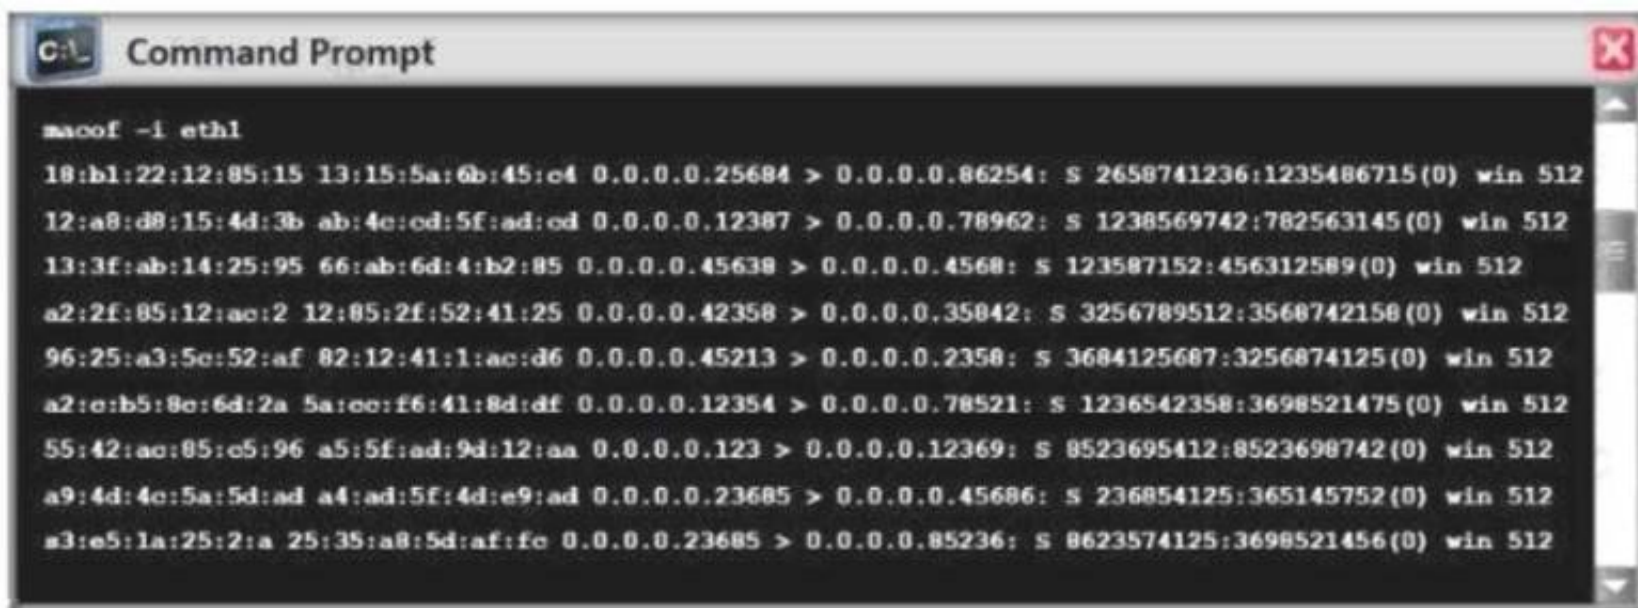 C:\_ Command Prompt
macof -i eth1
18:b1:22:12:85:15 13:15:5a:6b:45:c4 0.0.0.0.25684 > 0.0.0.0.86254: S 2658741236:1235486715(0) win 512
12:a8:d8:15:4d:3b ab:4c:cd:5f:ad:cd 0.0.0.0.12387 > 0.0.0.0.78962: S 1238569742:782563145(0) win 512
13:3f:ab:14:25:95 66:ab:6d:4:b2:85 0.0.0.0.45638 > 0.0.0.0.4568: S 123587152:456312589(0) win 512
a2:2f:85:12:ac:2 12:85:2f:52:41:25 0.0.0.0.42358 > 0.0.0.0.35842: S 3256789512:3568742158(0) win 512
96:25:a3:5c:52:af 82:12:41:1:ac:d6 0.0.0.0.45213 > 0.0.0.0.2358: S 3684125687:3256874125(0) win 512
a2:c:b5:8c:6d:2a 5a:cc:f6:41:8d:df 0.0.0.0.12354 > 0.0.0.0.78521: S 1236542358:3698521475(0) win 512
55:42:ac:85:c5:96 a5:5f:ad:9d:12:aa 0.0.0.0.123 > 0.0.0.0.12369: S 8523695412:8523698742(0) win 512
a9:4d:4c:5a:5d:ad a4:ad:5f:4d:e9:ad 0.0.0.0.23685 > 0.0.0.0.45686: S 236854125:365145752(0) win 512
s3:e5:1a:25:2:a 25:35:a8:5d:af:fc 0.0.0.0.23685 > 0.0.0.0.85236: S 8623574125:3698521456(0) win 512